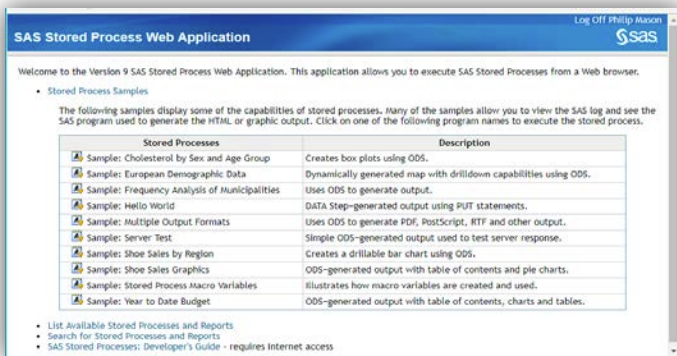 Log Off Philip Mason
SAS Stored Process Web Application
sas
Welcome to the Version 9 SAS Stored Process Web Application. This application allows you to execute SAS Stored Processes from a Web browser.
Stored Process Samples
The following samples display some of the capabilities of stored processes. Many of the samples allow you to view the SAS log and see the
SAS program used to generate the HTML or graphic output. Click on one of the following program names to execute the stored process.
Stored Processes Description
Sample: Cholesterol by Sex and Age Group Creates box plots using ODS.
Sample: European Demographic Data Dynamically generated map with drilldown capabilities using ODS.
Sample: Frequency Analysis of Municipalities Uses ODS to generate output.
Sample: Hello World DATA Step-generated output using PUT statements.
Sample: Multiple Output Formats Uses ODS to generate PDF, PostScript, RTF and other output.
Sample: Server Test Simple ODS-generated output used to test server response.
Sample: Shoe Sales by Region Creates a drillable bar chart using ODS.
Sample: Shoe Sales Graphics ODS-generated output with table of contents and pie charts.
Sample: Stored Process Macro Variables Illustrates how macro variables are created and used.
Sample: Year to Date Budget ODS-generated output with table of contents, charts and tables.
List Available Stored Processes and Reports
Search for Stored Processes and Reports
SAS Stored Processes: Developer's Guide - requires Internet access